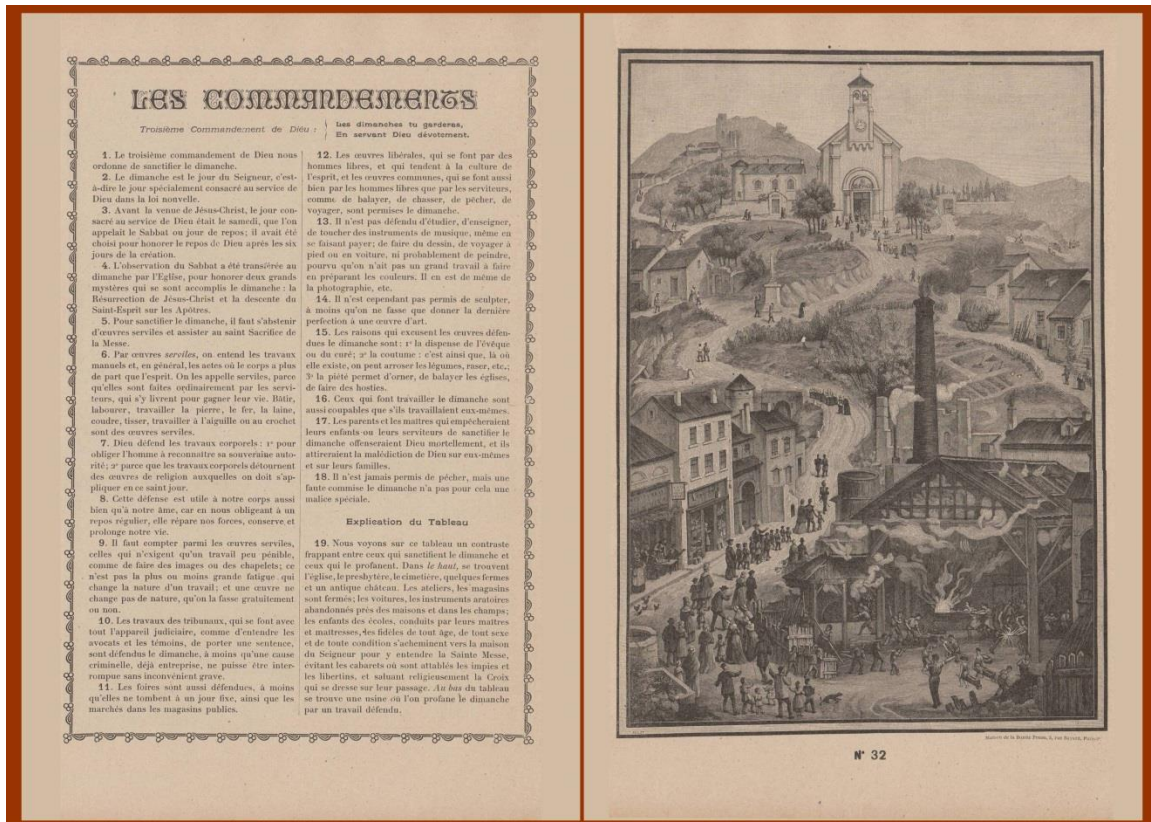 LES COMMANDEMENTS
Troisième Commandement de Dieu :
Les dimanches tu garderas,
En servant Dieu dévotement.
1. Le troisième commandement de Dieu nous
ordonne de sanctifier le dimanche.
2. Le dimanche est le jour du Seigneur, c'est-
à-dire le jour spécialement consacré au service de
Dieu dans la loi nouvelle.
3. Avant la venue de Jésus-Christ, le jour con-
sacré au service de Dieu était le samedi, que l'on
appelait le Sabbat ou jour de repos; il avait été
choisi pour honorer le repos de Dieu après les six
jours de la création.
4. L'observation du Sabbat a été transférée au
dimanche par l'Eglise, pour honorer deux grands
mystères qui se sont accomplis le dimanche : la
Résurrection de Jésus-Christ et la descente du
Saint-Esprit sur les Apôtres.
5. Pour sanctifier le dimanche, il faut s'abstenir
d'œuvres serviles et assister au saint Sacrifice de
la Messe.
6. Par œuvres serviles, on entend les travaux
manuels et, en général, les actes où le corps a plus
de part que l'esprit. On les appelle serviles, parce
qu'elles sont faites ordinairement par les servi-
teurs, qui s'y livrent pour gagner leur vie. Bâtir,
labourer, travailler la pierre, le fer, la laine,
coudre, tisser, travailler à l'aiguille ou au crochet
sont des œuvres serviles.
7. Dieu défend les travaux corporels : 1º pour
obliger l'homme à reconnaître sa souveraine auto-
rité; 2º parce que les travaux corporels détournent
des œuvres de religion auxquelles on doit s'ap-
pliquer en ce saint jour.
8. Cette défense est utile à notre corps aussi
bien qu'à notre âme, car en nous obligeant à un
repos régulier, elle répare nos forces, conserve et
prolonge notre vie.
9. Il faut compter parmi les œuvres serviles,
celles qui n'exigent qu'un travail peu pénible,
comme de faire des images ou des chapelets; ce
n'est pas la plus ou moins grande fatigue qui
change la nature d'un travail; et une œuvre ne
change pas de nature, qu'on la fasse gratuitement
ou non.
10. Les travaux des tribunaux, qui se font avec
tout l'appareil judiciaire, comme d'entendre les
avocats et les témoins, de porter une sentence,
sont défendus le dimanche, à moins qu'une cause
criminelle, déjà entreprise, ne puisse être inter-
rompue sans inconvénient grave.
11. Les foires sont aussi défendues, à moins
qu'elles ne tombent à un jour fixe, ainsi que les
marchés dans les magasins publics.
12. Les œuvres libérales, qui se font par des
hommes libres, et qui tendent à la culture de
l'esprit, et les œuvres communes, qui se font aussi
bien par les hommes libres que par les serviteurs,
comme de balayer, de chasser, de pêcher, de
voyager, sont permises le dimanche.
13. Il n'est pas défendu d'étudier, d'enseigner,
de toucher des instruments de musique, même en
se faisant payer; de faire du dessin, de voyager à
pied ou en voiture, ni probablement de peindre,
pourvu qu'on n'ait pas un grand travail à faire
en préparant les couleurs. Il en est de même de
la photographie, etc.
14. Il n'est cependant pas permis de sculpter,
à moins qu'on ne fasse que donner la dernière
perfection à une œuvre d'art.
15. Les raisons qui excusent les œuvres défen-
dues le dimanche sont : 1º la dispense de l'évêque
ou du curé; 2º la coutume : c'est ainsi que, là où
elle existe, on peut arroser les légumes, raser, etc.;
3º la piété permet d'orner, de balayer les églises,
de faire des hosties.
16. Ceux qui font travailler le dimanche sont
aussi coupables que s'ils travaillaient eux-mêmes.
17. Les parents et les maîtres qui empêcheraient
leurs enfants ou leurs serviteurs de sanctifier le
dimanche offenseraient Dieu mortellement, et ils
attireraient la malédiction de Dieu sur eux-mêmes
et sur leurs familles.
18. Il n'est jamais permis de pécher, mais une
faute commise le dimanche n'a pas pour cela une
malice spéciale.
Explication du Tableau
19. Nous voyons sur ce tableau un contraste
frappant entre ceux qui sanctifient le dimanche et
ceux qui le profanent. Dans le haut, se trouvent
l'église, le presbytère, le cimetière, quelques fermes
et un antique château. Les ateliers, les magasins
sont fermés; les voitures, les instruments aratoires
abandonnés près des maisons et dans les champs;
les enfants des écoles, conduits par leurs maîtres
et maîtresses, des fidèles de tout âge, de tout sexe
et de toute condition s'acheminent vers la maison
du Seigneur pour y entendre la Sainte Messe,
évitant les cabarets où sont attablés les impies et
les libertins, et saluant religieusement la Croix
qui se dresse sur leur passage. Au bas du tableau
se trouve une usine où l'on profane le dimanche
par un travail défendu.
Maison de la Bonne Presse, 5, rue Bayard, Paris
N° 32